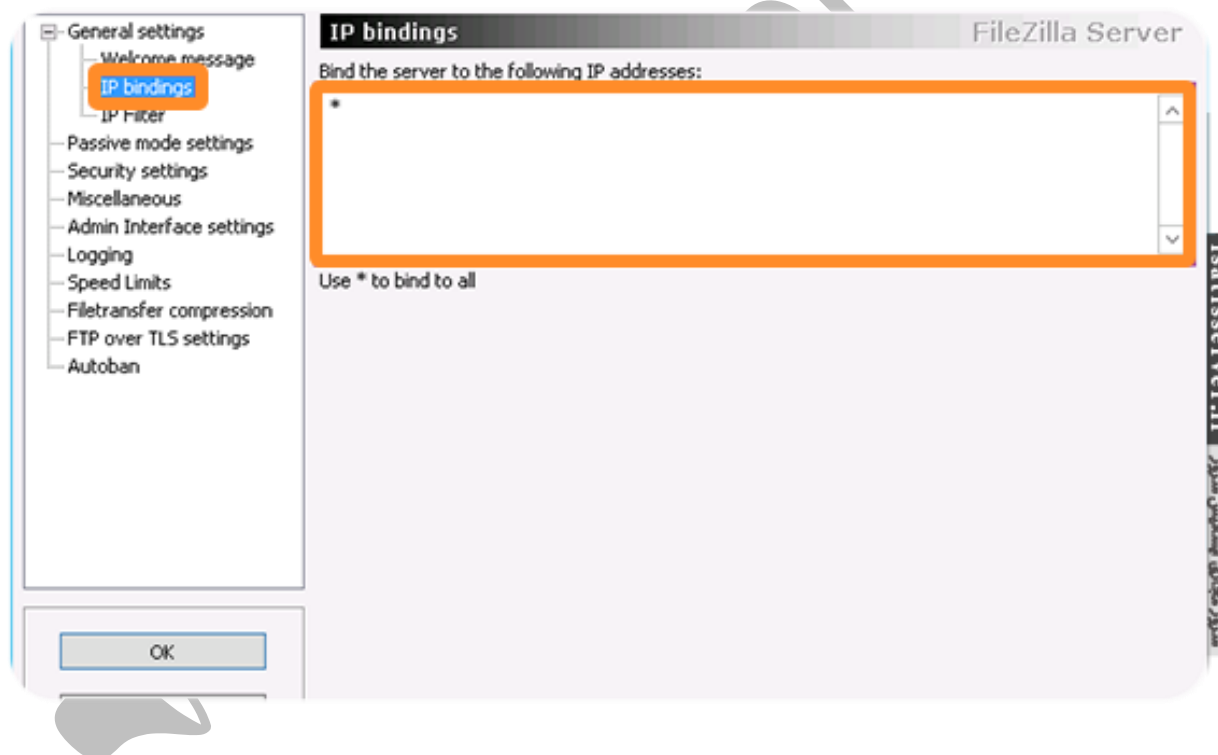 General settings
Welcome message
IP bindings
IP Filter
Passive mode settings
Security settings
Miscellaneous
Admin Interface settings
Logging
Speed Limits
Filetransfer compression
FTP over TLS settings
Autoban
OK
IP bindings
FileZilla Server
Bind the server to the following IP addresses:
*
Use * to bind to all